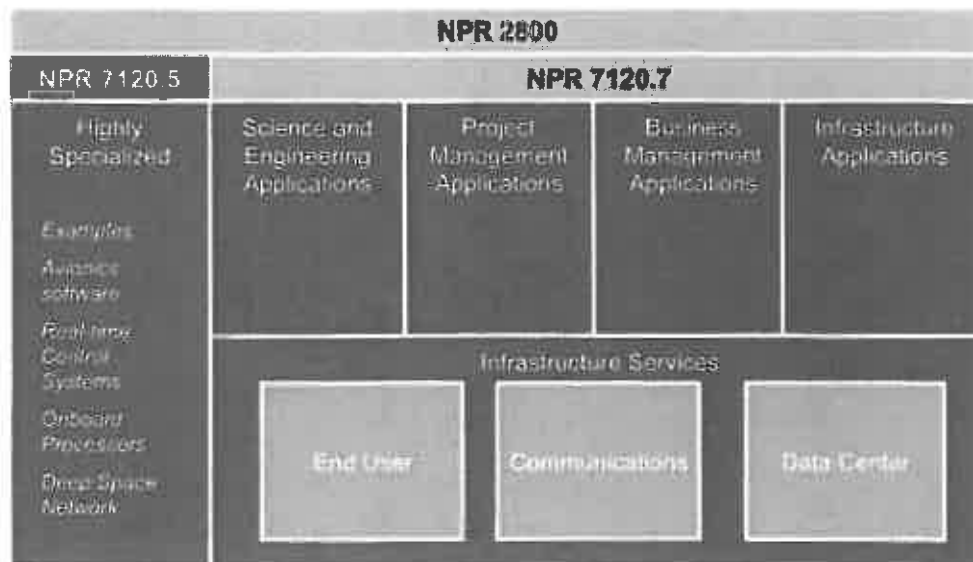 NPR 2800
NPR 7120.5
NPR 7120.7
Highly
Specialized
Examples
Avionics
software
Real-time
Control
Systems
Onboard
Processors
Deep Space
Network
Science and
Engineering
Applications
Project
Management
Applications
Business
Management
Applications
Infrastructure
Applications
Infrastructure Services
End User
Communications
Data Center